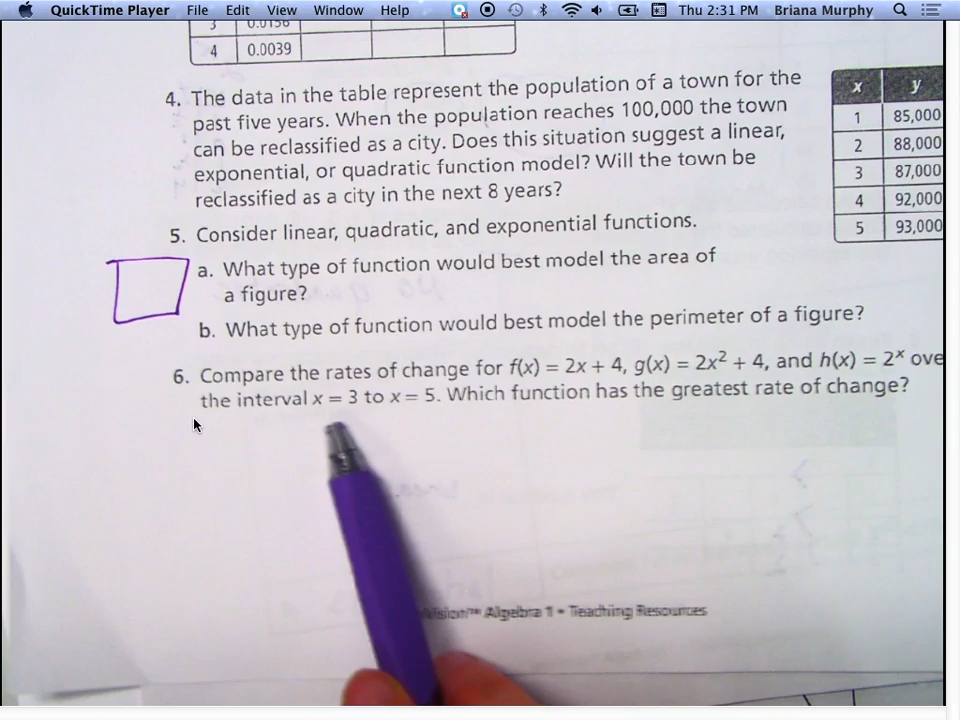 QuickTime Player File Edit View Window Help Thu 2:31 PM Briana Murphy
3 0.0156
4 0.0039
4. The data in the table represent the population of a town for the
past five years. When the population reaches 100,000 the town
can be reclassified as a city. Does this situation suggest a linear,
exponential, or quadratic function model? Will the town be
reclassified as a city in the next 8 years?
x y
1 85,000
2 88,000
3 87,000
4 92,000
5 93,000
5. Consider linear, quadratic, and exponential functions.
a. What type of function would best model the area of
a figure?
b. What type of function would best model the perimeter of a figure?
6. Compare the rates of change for f(x) = 2x + 4, g(x) = 2x² + 4, and h(x) = 2ˣ ove
the interval x = 3 to x = 5. Which function has the greatest rate of change?
Vision™ Algebra 1 • Teaching Resources